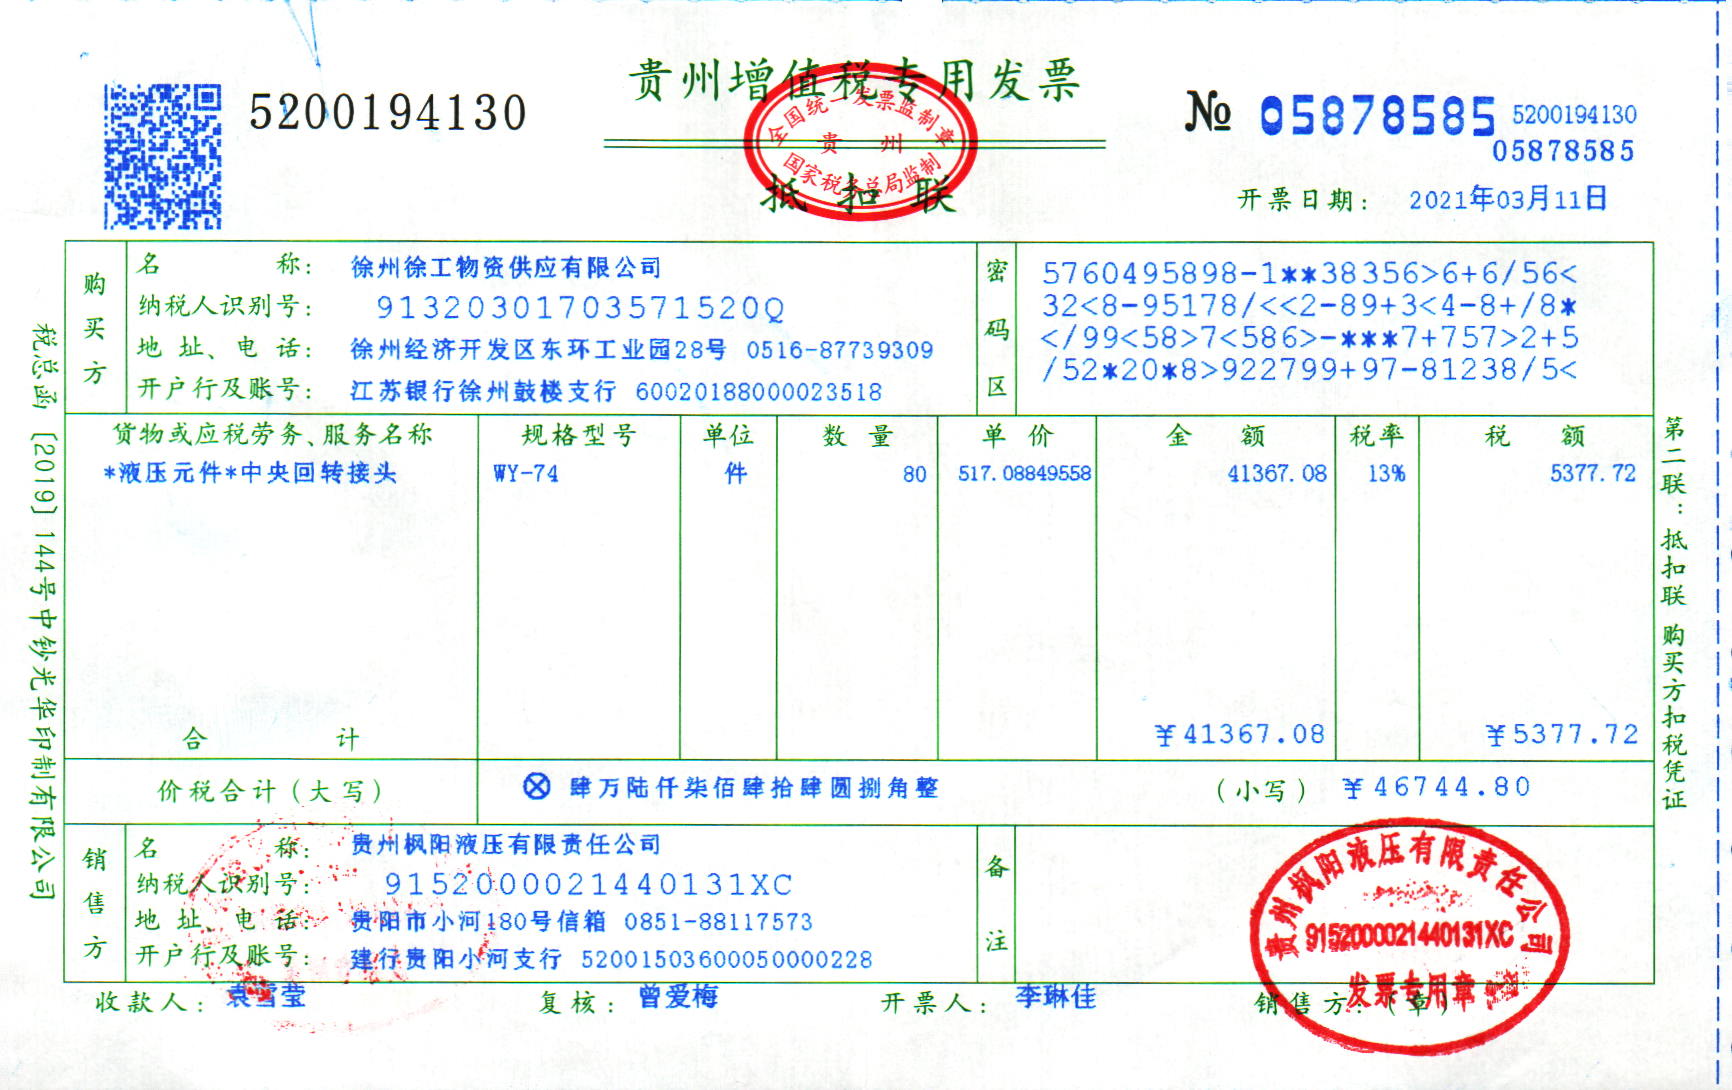 贵州增值税专用发票
5200194130
全国统一发票监制章
贵州
国家税务总局监制
抵扣联
№ 05878585 5200194130
05878585
开票日期: 2021年03月11日
购买方
名称: 徐州徐工物资供应有限公司
纳税人识别号: 91320301703571520Q
地址、电话: 徐州经济开发区东环工业园28号 0516-87739309
开户行及账号: 江苏银行徐州鼓楼支行 60020188000023518
密码区
5760495898-1**38356>6+6/56<
32<8-95178/<<2-89+3<4-8+/8*
</99<58>7<586>-***7+757>2+5
/52*20*8>922799+97-81238/5<
货物或应税劳务、服务名称 规格型号 单位 数量 单价 金额 税率 税额
*液压元件*中央回转接头 WY-74 件 80 517.08849558 41367.08 13% 5377.72
合计 ¥41367.08 ¥5377.72
价税合计(大写) ⊗肆万陆仟柒佰肆拾肆圆捌角整 (小写) ¥46744.80
销售方
名称: 贵州枫阳液压有限责任公司
纳税人识别号: 9152000021440131XC
地址、电话: 贵阳市小河180号信箱 0851-88117573
开户行及账号: 建行贵阳小河支行 52001503600050000228
备注
贵州枫阳液压有限责任公司
9152000021440131XC
发票专用章
收款人: 袁雪莹 复核: 曾爱梅 开票人: 李琳佳 销售方:(章)
税总函〔2019〕144号中钞光华印制有限公司
第二联:抵扣联 购买方扣税凭证